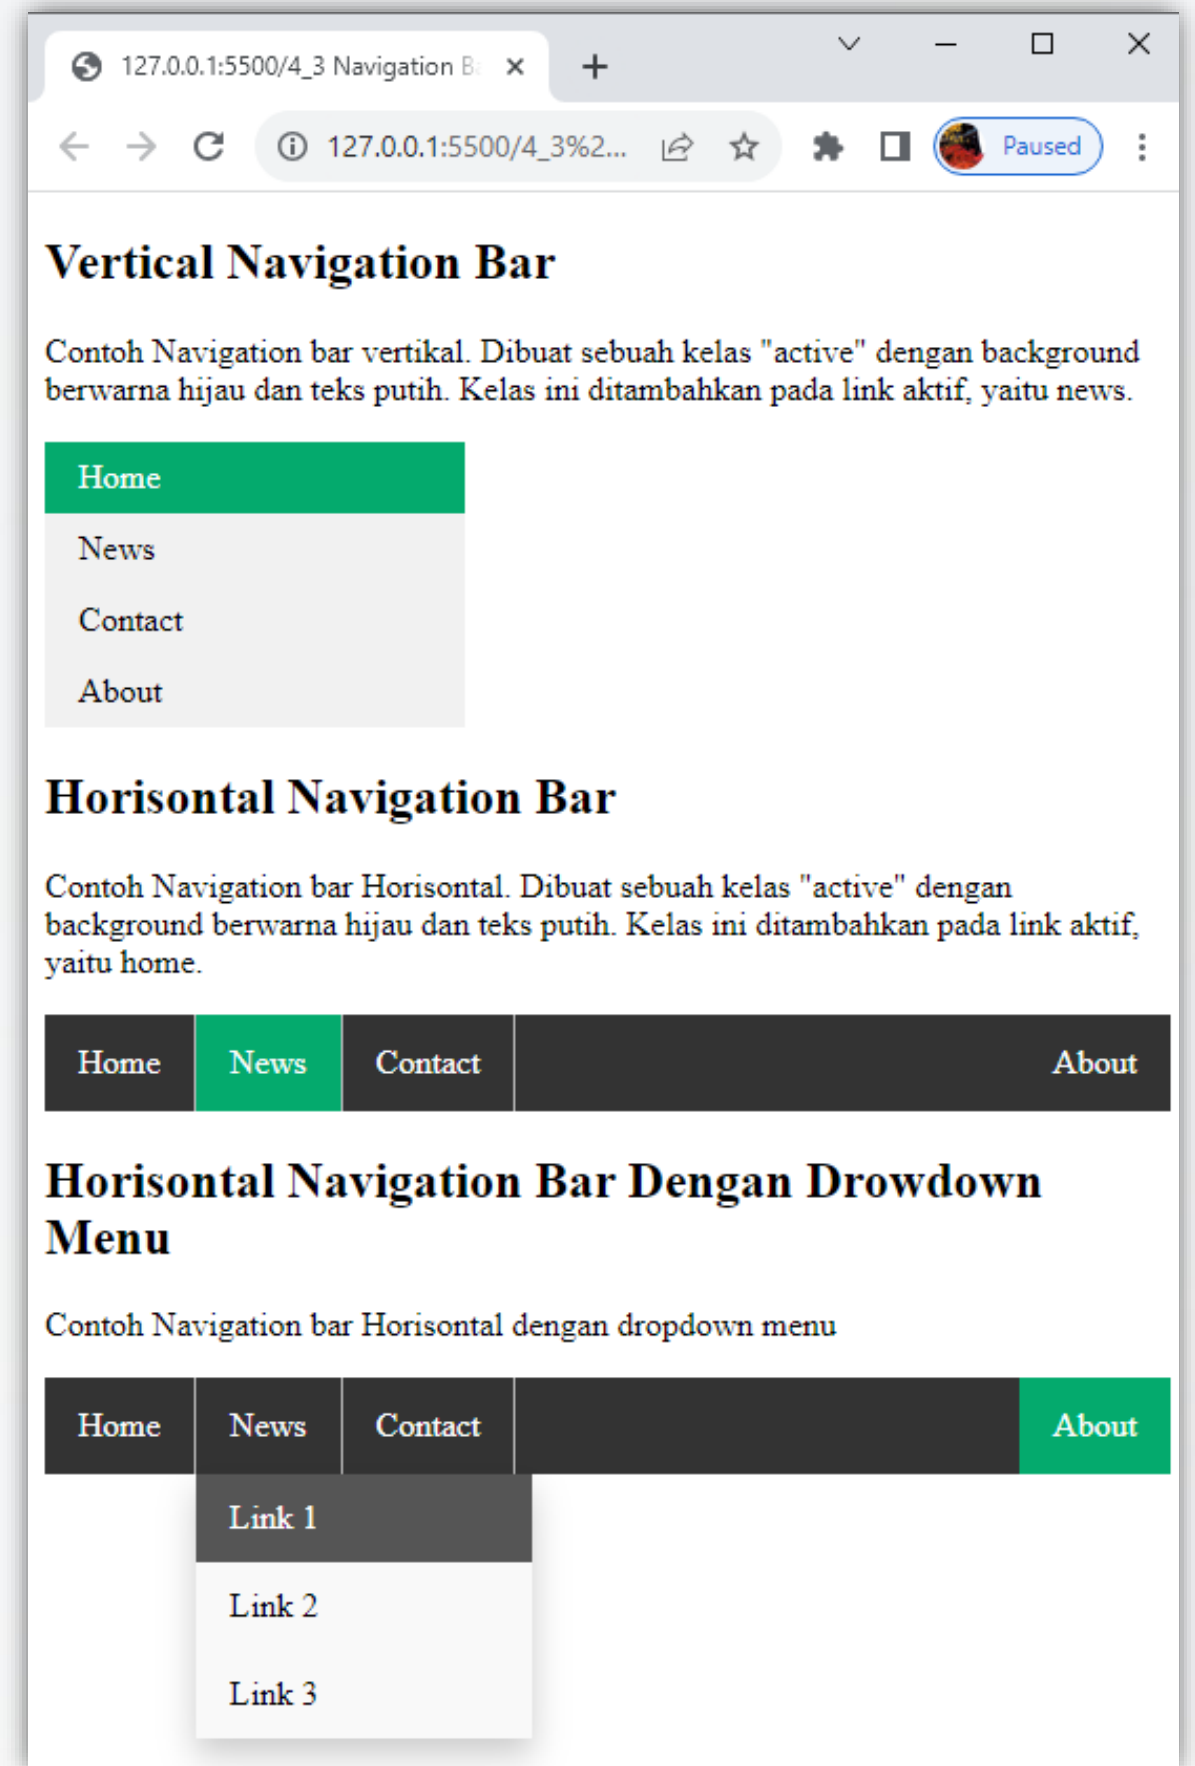 127.0.0.1:5500/4_3 Navigation Ba
127.0.0.1:5500/4_3%2...
Paused
Vertical Navigation Bar
Contoh Navigation bar vertikal. Dibuat sebuah kelas "active" dengan background
berwarna hijau dan teks putih. Kelas ini ditambahkan pada link aktif, yaitu news.
Home
News
Contact
About
Horisontal Navigation Bar
Contoh Navigation bar Horisontal. Dibuat sebuah kelas "active" dengan
background berwarna hijau dan teks putih. Kelas ini ditambahkan pada link aktif,
yaitu home.
Home News Contact About
Horisontal Navigation Bar Dengan Drowdown
Menu
Contoh Navigation bar Horisontal dengan dropdown menu
Home News Contact About
Link 1
Link 2
Link 3